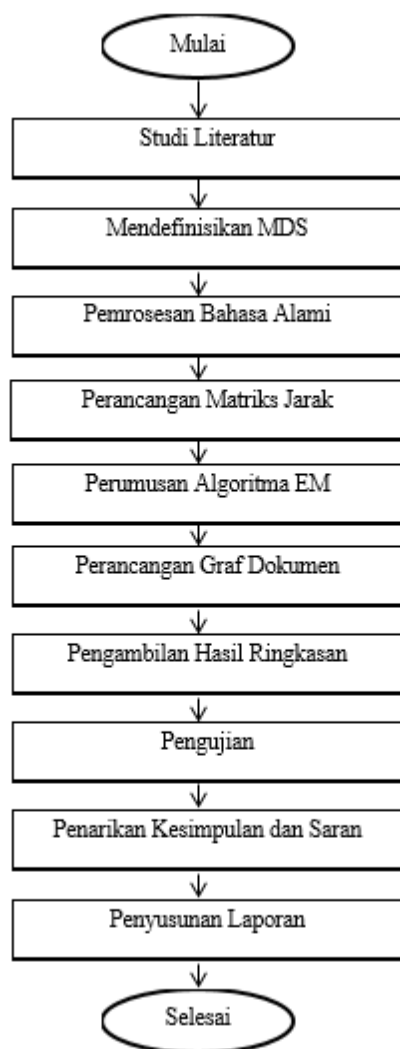 Mulai
Studi Literatur
Mendefinisikan MDS
Pemrosesan Bahasa Alami
Perancangan Matriks Jarak
Perumusan Algoritma EM
Perancangan Graf Dokumen
Pengambilan Hasil Ringkasan
Pengujian
Penarikan Kesimpulan dan Saran
Penyusunan Laporan
Selesai